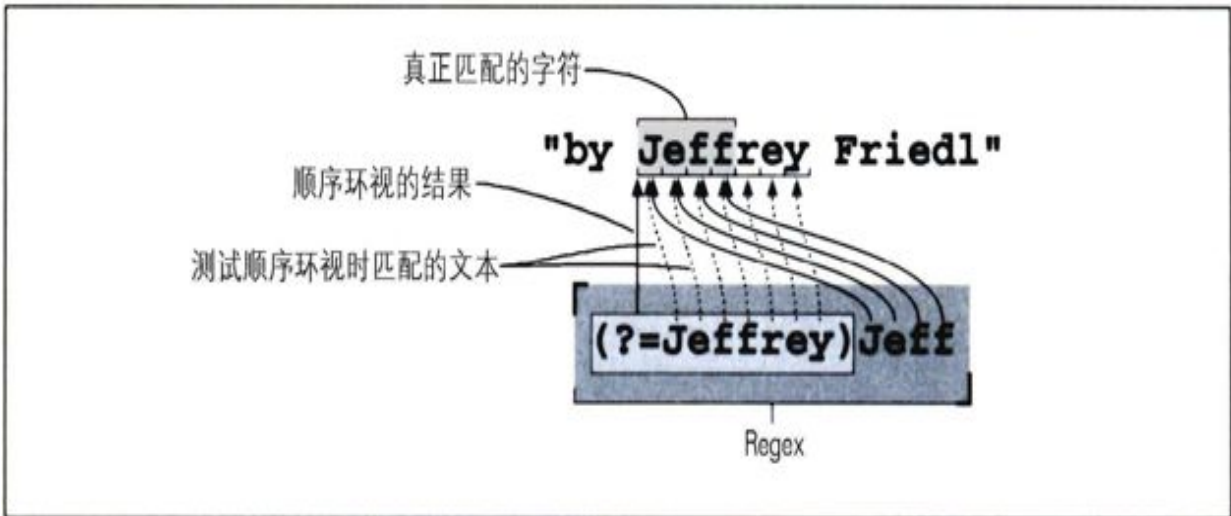 真正匹配的字符
"by Jeffrey Friedl"
顺序环视的结果
测试顺序环视时匹配的文本
(?=Jeffrey)Jeff
Regex